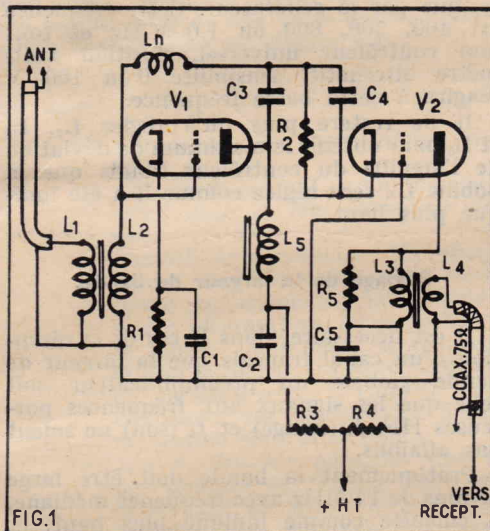 ANT
Ln
V1
C3
R2
C4
V2
L1
L2
L5
L3
L4
R5
R1
C1
C2
C5
COAX.75Ω
R3
R4
+ HT
VERS
RECEPT.
FIG.1